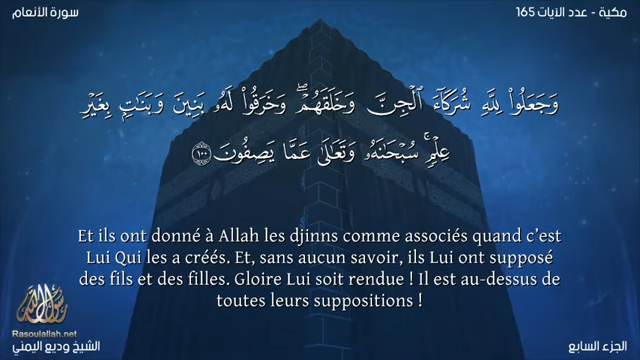 سورة الأنعام
مكية - عدد الآيات 165
وَجَعَلُوا۟ لِلَّهِ شُرَكَآءَ ٱلْجِنَّ وَخَلَقَهُمْ ۖ وَخَرَقُوا۟ لَهُۥ بَنِينَ وَبَنَـٰتٍۭ بِغَيْرِ
عِلْمٍ ۚ سُبْحَـٰنَهُۥ وَتَعَـٰلَىٰ عَمَّا يَصِفُونَ ١٠٠
Et ils ont donné à Allah les djinns comme associés quand c’est
Lui Qui les a créés. Et, sans aucun savoir, ils Lui ont supposé
des fils et des filles. Gloire Lui soit rendue ! Il est au-dessus de
toutes leurs suppositions !
رسول الله
Rasoulallah.net
الشيخ وديع اليمني
الجزء السابع